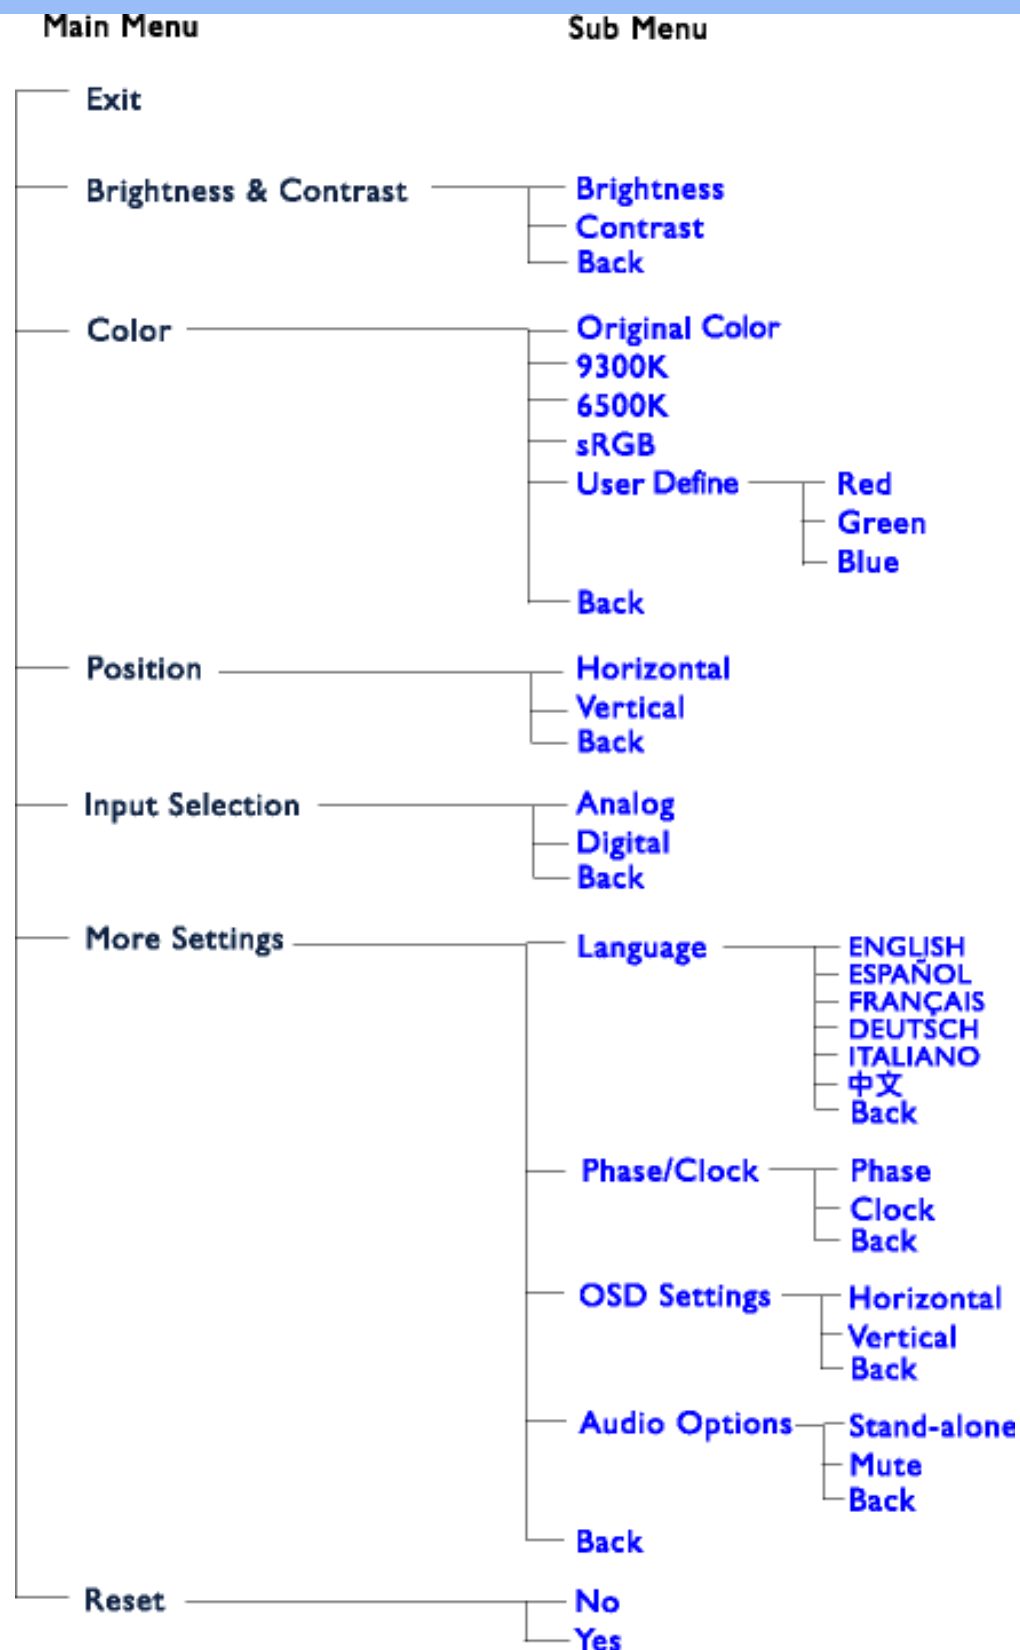 Main Menu Sub Menu
Exit
Brightness & Contrast Brightness
Contrast
Back
Color Original Color
9300K
6500K
sRGB
User Define Red
Green
Blue
Back
Position Horizontal
Vertical
Back
Input Selection Analog
Digital
Back
More Settings Language ENGLISH
ESPAÑOL
FRANÇAIS
DEUTSCH
ITALIANO
中文
Back
Phase/Clock Phase
Clock
Back
OSD Settings Horizontal
Vertical
Back
Audio Options Stand-alone
Mute
Back
Back
Reset No
Yes